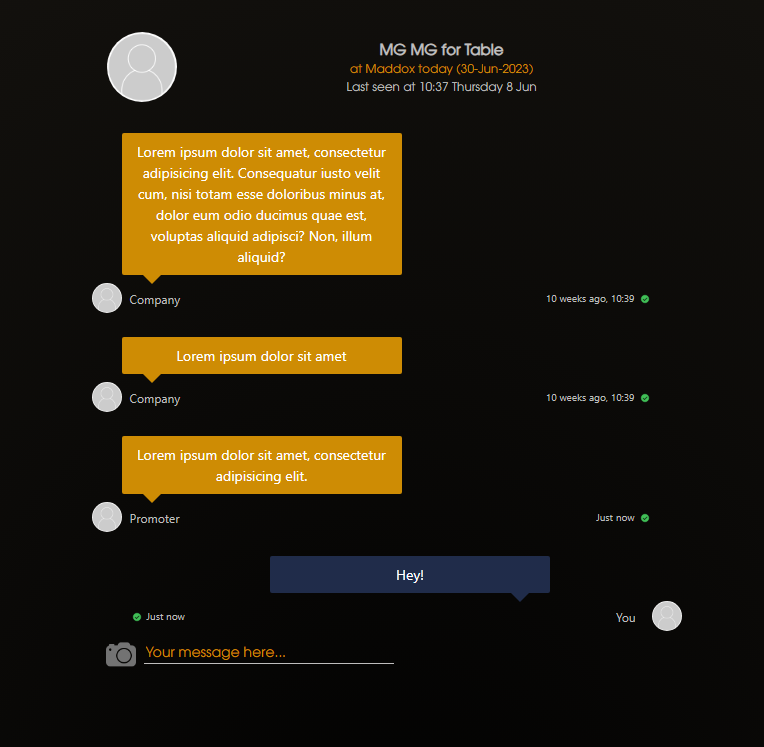 MG MG for Table
at Maddox today (30-Jun-2023)
Last seen at 10:37 Thursday 8 Jun
Lorem ipsum dolor sit amet, consectetur
adipisicing elit. Consequatur iusto velit
cum, nisi totam esse doloribus minus at,
dolor eum odio ducimus quae est,
voluptas aliquid adipisci? Non, illum
aliquid?
Company
10 weeks ago, 10:39
Lorem ipsum dolor sit amet
Company
10 weeks ago, 10:39
Lorem ipsum dolor sit amet, consectetur
adipisicing elit.
Promoter
Just now
Hey!
Just now
You
Your message here...